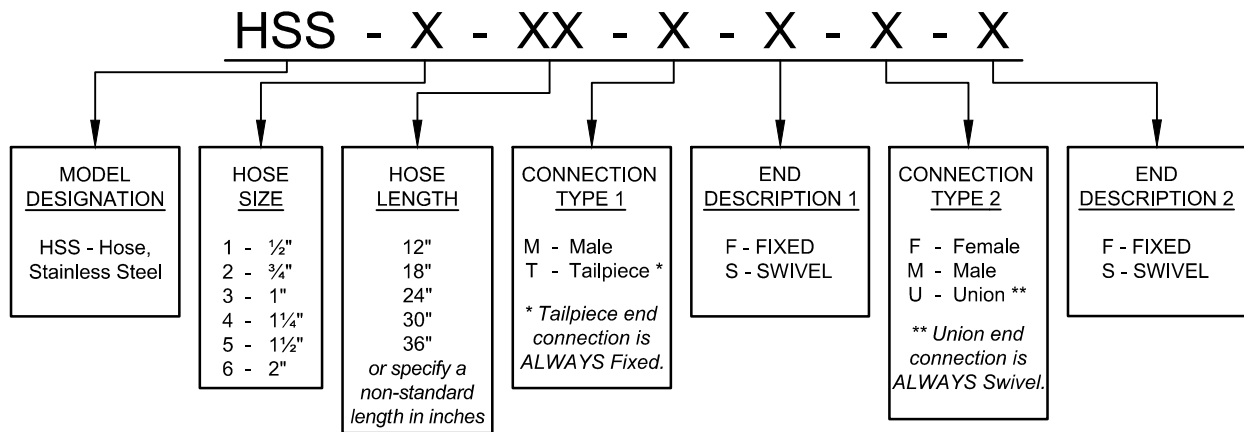 HSS - X - XX - X - X - X - X
MODEL
DESIGNATION
HSS - Hose,
Stainless Steel
HOSE
SIZE
1 - ½"
2 - ¾"
3 - 1"
4 - 1¼"
5 - 1½"
6 - 2"
HOSE
LENGTH
12"
18"
24"
30"
36"
or specify a
non-standard
length in inches
CONNECTION
TYPE 1
M - Male
T - Tailpiece *
* Tailpiece end
connection is
ALWAYS Fixed.
END
DESCRIPTION 1
F - FIXED
S - SWIVEL
CONNECTION
TYPE 2
F - Female
M - Male
U - Union **
** Union end
connection is
ALWAYS Swivel.
END
DESCRIPTION 2
F - FIXED
S - SWIVEL